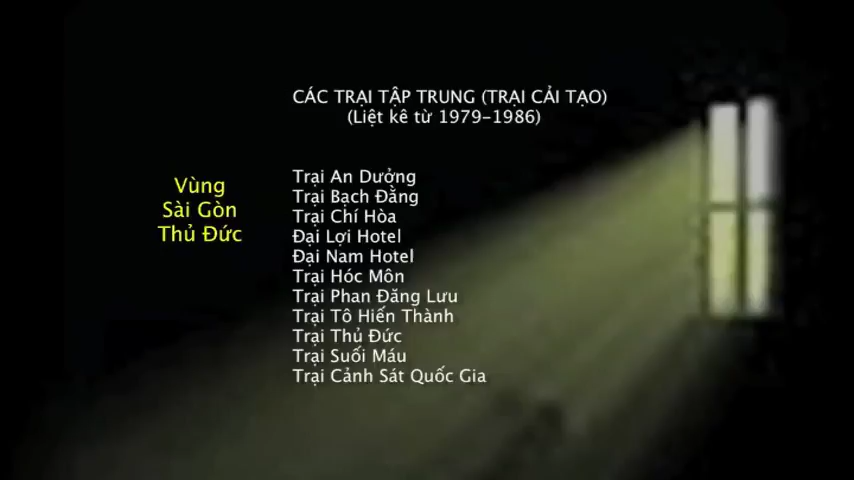 CÁC TRẠI TẬP TRUNG (TRẠI CẢI TẠO)
(Liệt kê từ 1979-1986)
Vùng
Sài Gòn
Thủ Đức
Trại An Dưởng
Trại Bạch Đằng
Trại Chí Hòa
Đại Lợi Hotel
Đại Nam Hotel
Trại Hóc Môn
Trại Phan Đăng Lưu
Trại Tô Hiến Thành
Trại Thủ Đức
Trại Suối Máu
Trại Cảnh Sát Quốc Gia